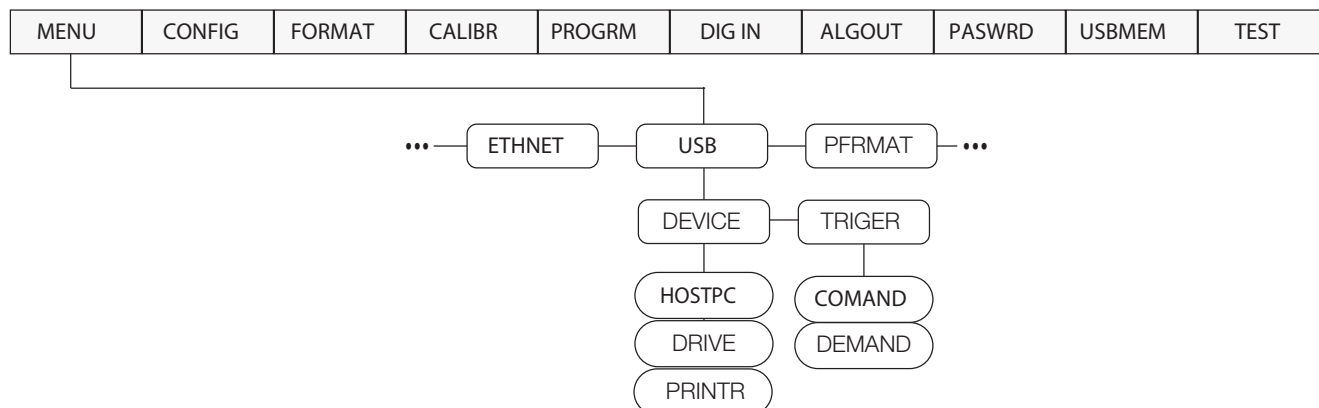 MENU CONFIG FORMAT CALIBR PROGRM DIG IN ALGOUT PASWRD USBMEM TEST
••• ETHNET USB PFRMAT •••
DEVICE TRIGER
HOSTPC COMAND
DRIVE DEMAND
PRINTR